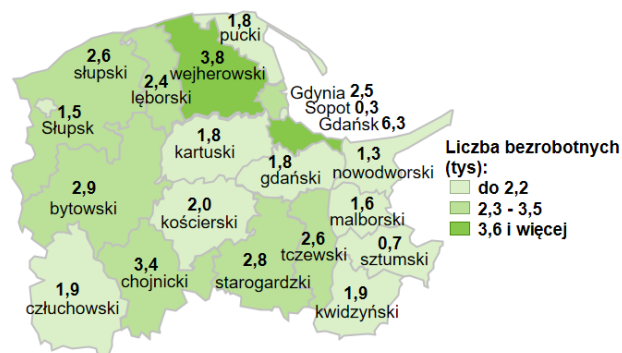 1,8
pucki
2,6
słupski
3,8
wejherowski
2,4
lęborski
Gdynia 2,5
Sopot 0,3
Gdańsk 6,3
1,5
Słupsk
1,8
kartuski
1,8
gdański
1,3
nowodworski
Liczba bezrobotnych
(tys):
do 2,2
2,3 - 3,5
3,6 i więcej
2,9
bytowski
2,0
kościerski
1,6
malborski
2,6
tczewski
0,7
sztumski
3,4
chojnicki
2,8
starogardzki
1,9
człuchowski
1,9
kwidzyński